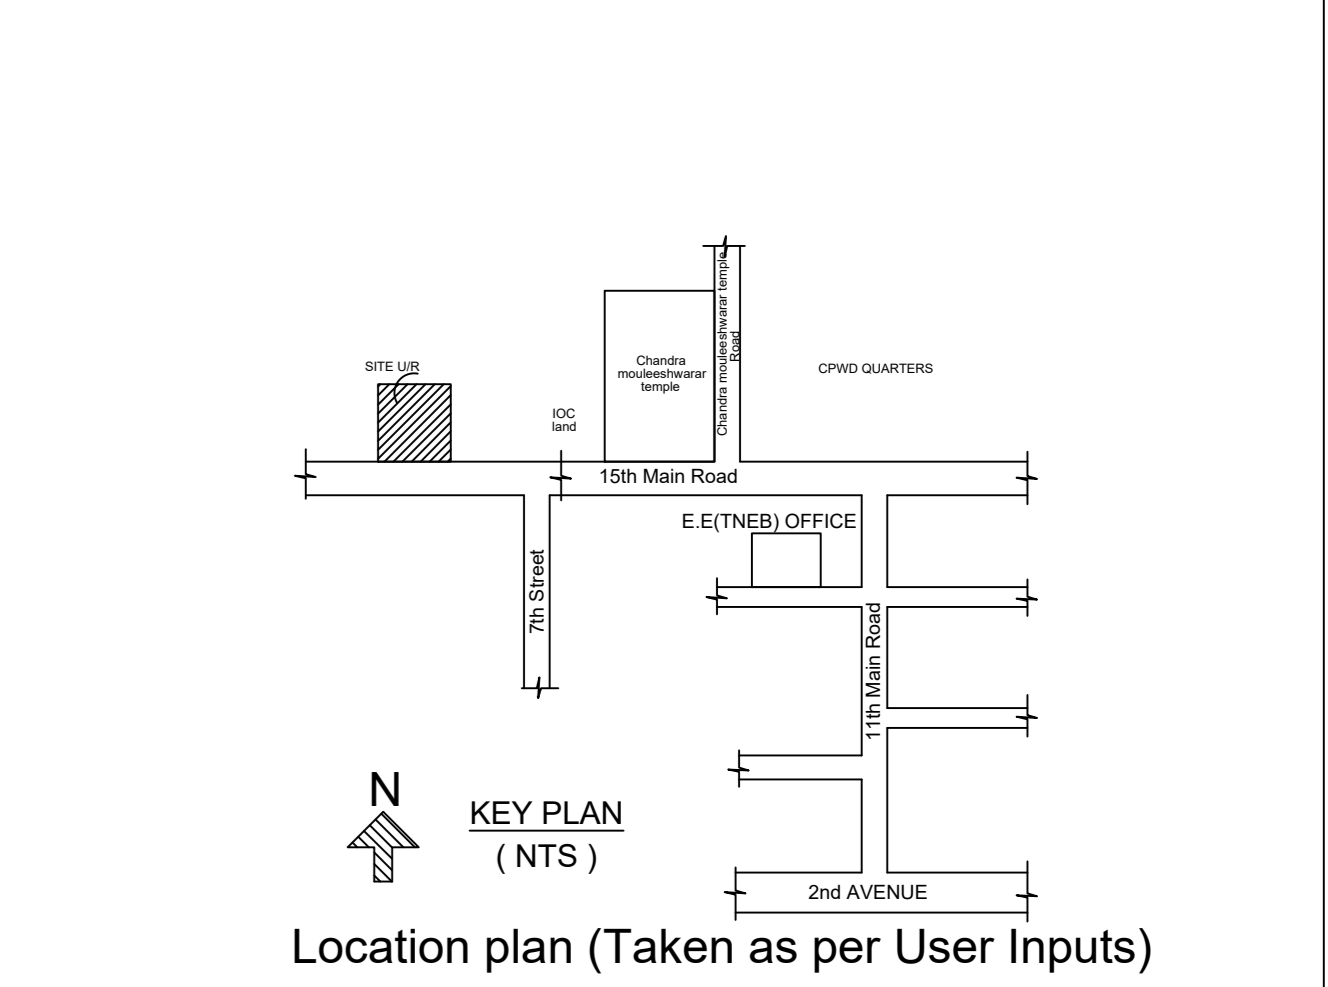 Chandra mouleeshwarar temple
Road
SITE U/R
Chandra
mouleeshwarar
temple
CPWD QUARTERS
IOC
land
15th Main Road
E.E(TNEB) OFFICE
7th Street
11th Main Road
N
KEY PLAN
( NTS )
2nd AVENUE
Location plan (Taken as per User Inputs)